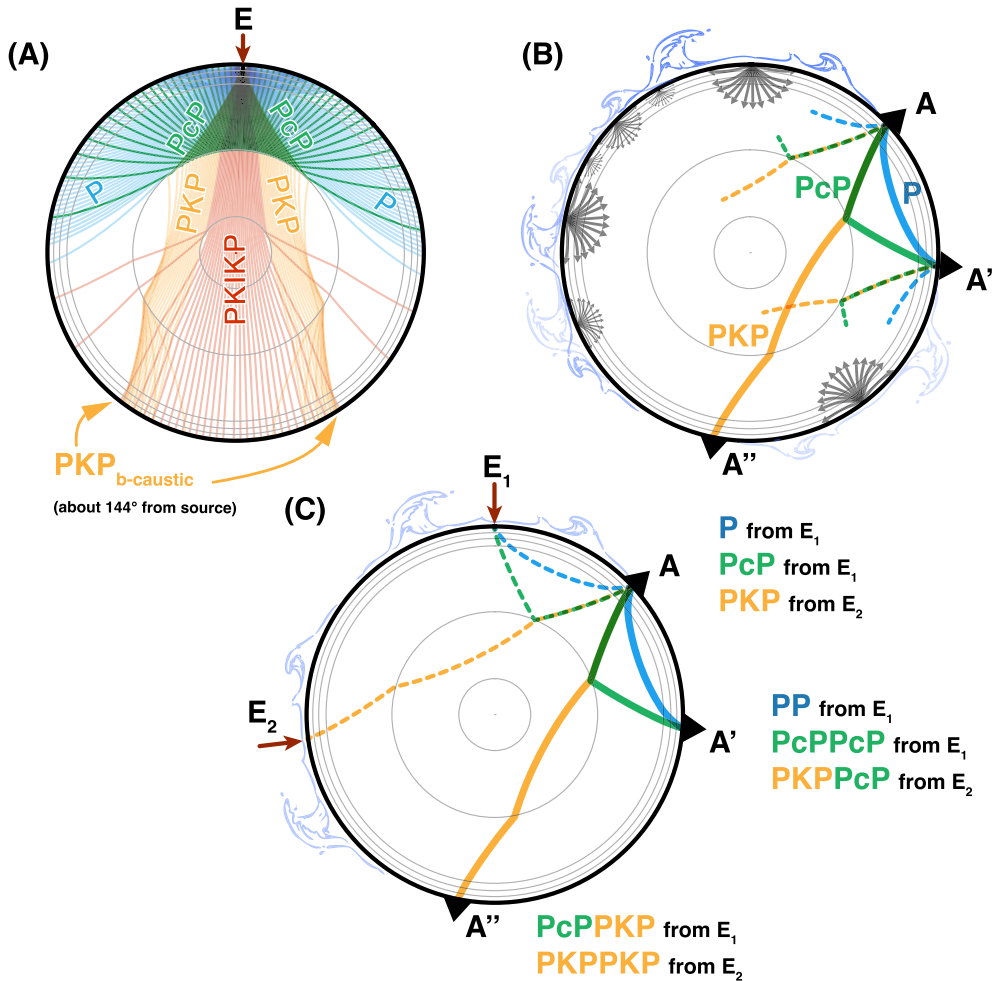 (A)
E
PcP
PcP
P
P
PKP
PKP
PKIKP
PKP b-caustic
(about 144° from source)
(B)
A
PcP
P
A'
PKP
A’’
(C)
E1
A
E2
A’
A’’
P from E1
PcP from E1
PKP from E2
PP from E1
PcPPcP from E1
PKPPcP from E2
PcPPKP from E1
PKPPKP from E2